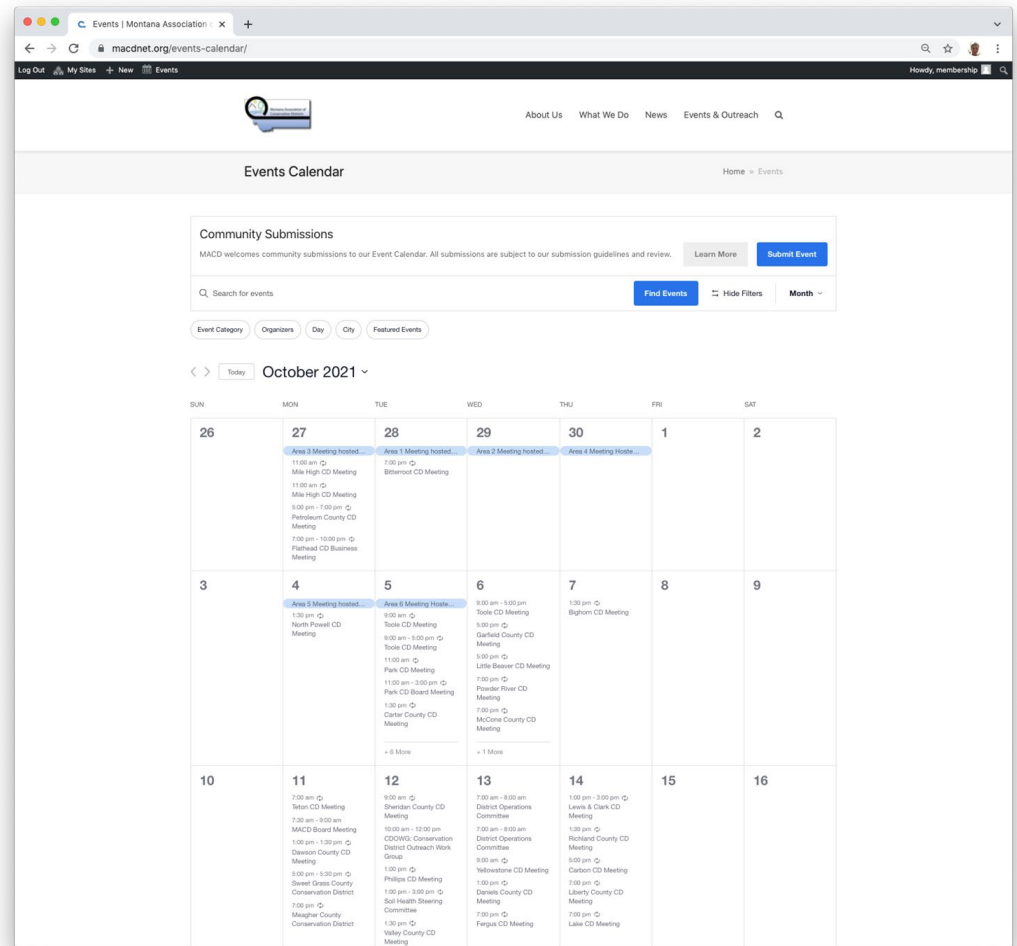 Events | Montana Association
macdnet.org/events-calendar/
Log Out My Sites + New Events Howdy, membership
Montana Association of
Conservation Districts
About Us What We Do News Events & Outreach
Events Calendar Home » Events
Community Submissions
MACD welcomes community submissions to our Event Calendar. All submissions are subject to our submission guidelines and review. Learn More Submit Event
Search for events Find Events Hide Filters Month
Event Category Organizers Day City Featured Events
Today October 2021
SUN MON TUE WED THU FRI SAT
26
27
Area 3 Meeting hosted...
11:00 am
Mile High CD Meeting
11:00 am
Mile High CD Meeting
5:00 pm - 7:00 pm
Petroleum County CD
Meeting
7:00 pm - 10:00 pm
Flathead CD Business
Meeting
28
Area 1 Meeting hosted...
7:00 pm
Bitterroot CD Meeting
29
Area 2 Meeting hosted...
30
Area 4 Meeting Hoste...
1
2
3
4
Area 5 Meeting hosted...
1:30 pm
North Powell CD
Meeting
5
Area 6 Meeting Hoste...
9:00 am
Toole CD Meeting
9:00 am - 5:00 pm
Toole CD Meeting
11:00 am
Park CD Meeting
11:00 am - 3:00 pm
Park CD Board Meeting
1:30 pm
Carter County CD
Meeting
+ 6 More
6
9:00 am - 5:00 pm
Toole CD Meeting
5:00 pm
Garfield County CD
Meeting
5:00 pm
Little Beaver CD Meeting
7:00 pm
Powder River CD
Meeting
7:00 pm
McCone County CD
Meeting
+ 1 More
7
1:30 pm
Bighorn CD Meeting
8
9
10
11
7:00 am
Teton CD Meeting
7:30 am - 9:00 am
MACD Board Meeting
1:00 pm - 1:30 pm
Dawson County CD
Meeting
5:00 pm - 5:30 pm
Sweet Grass County
Conservation District
7:00 pm
Meagher County
Conservation District
12
9:00 am
Sheridan County CD
Meeting
10:00 am - 12:00 pm
CDOWG: Conservation
District Outreach Work
Group
1:00 pm
Phillips CD Meeting
1:00 pm - 3:00 pm
Soil Health Steering
Committee
1:30 pm
Valley County CD
Meeting
13
7:00 am - 8:00 am
District Operations
Committee
7:00 am - 8:00 am
District Operations
Committee
9:00 am
Yellowstone CD Meeting
1:00 pm
Daniels County CD
Meeting
7:00 pm
Fergus CD Meeting
14
1:00 pm - 3:00 pm
Lewis & Clark CD
Meeting
1:30 pm
Richland County CD
Meeting
5:00 pm
Carbon CD Meeting
7:00 pm
Liberty County CD
Meeting
7:00 pm
Lake CD Meeting
15
16